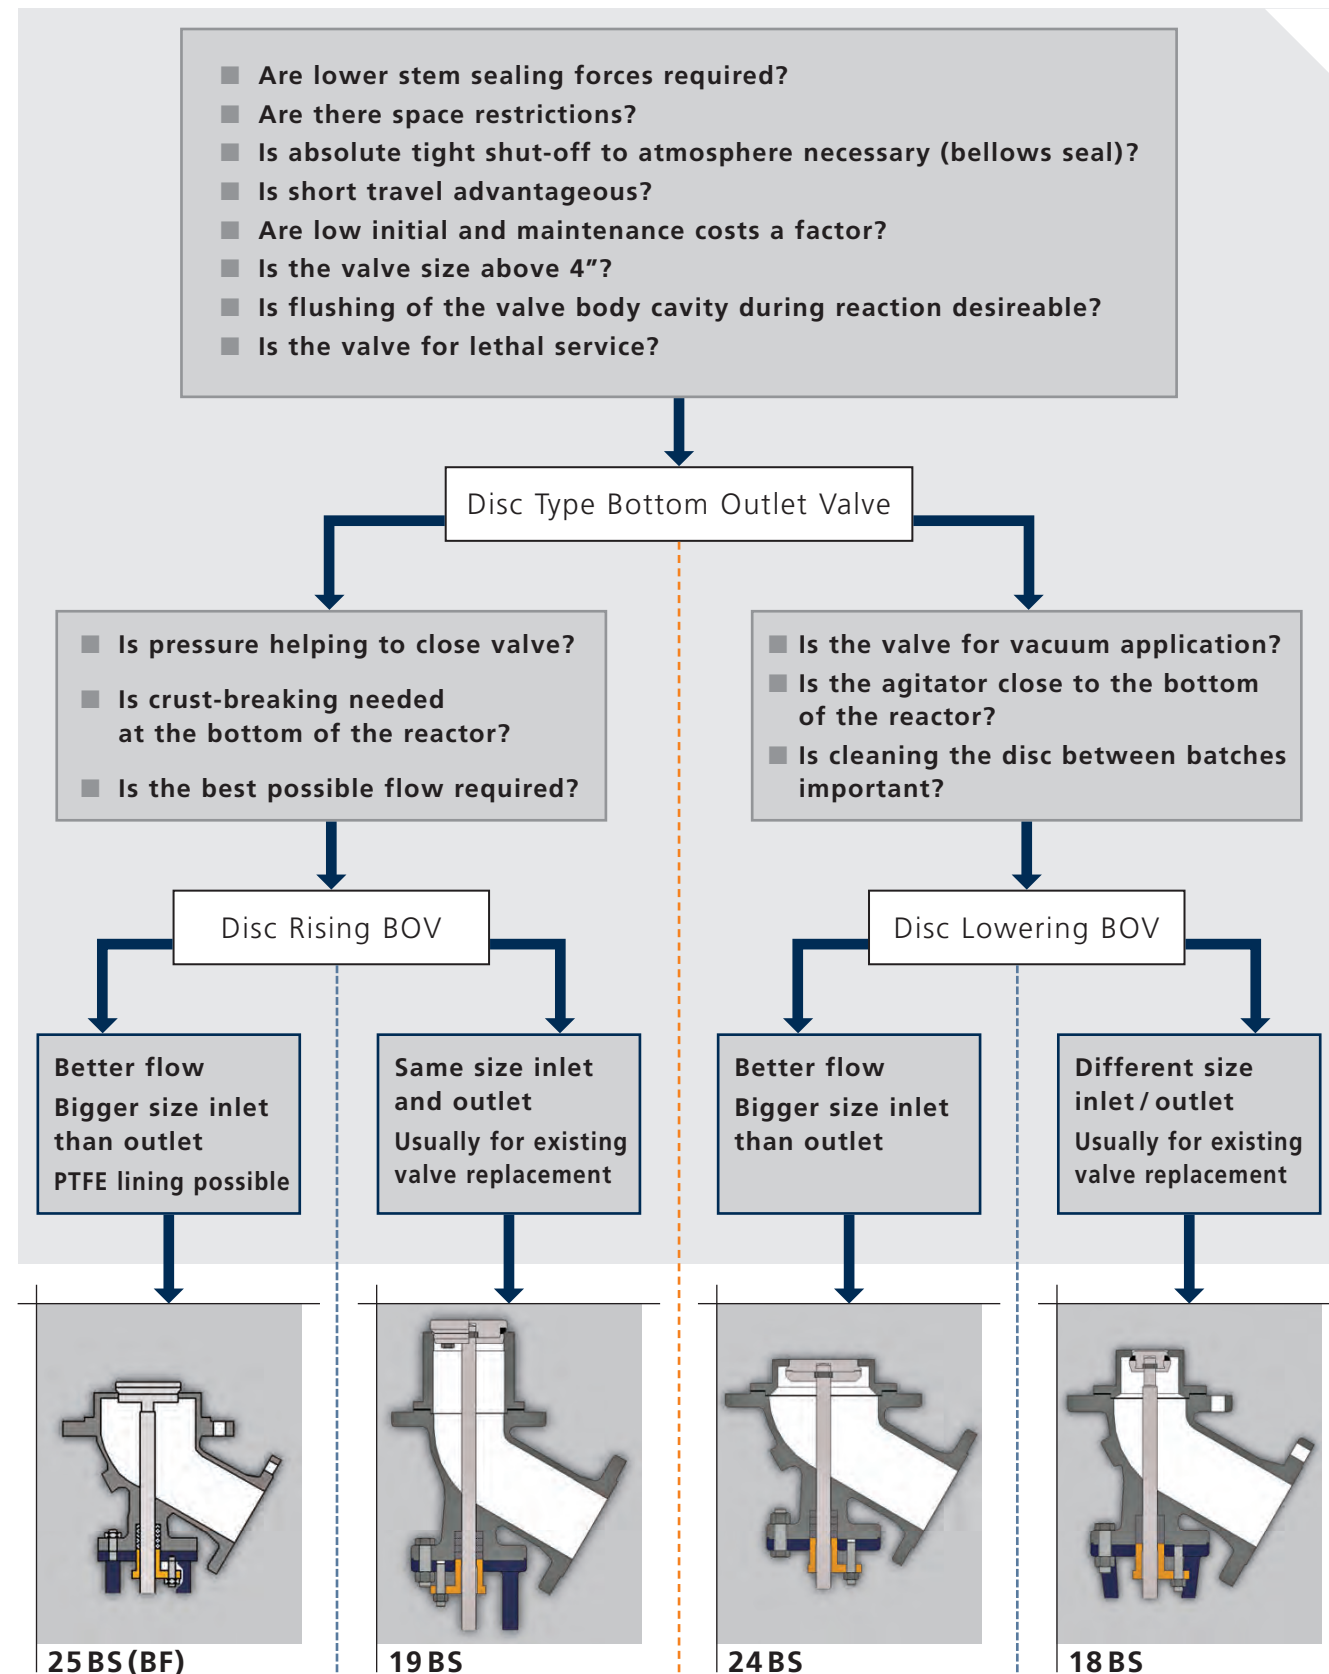 Are lower stem sealing forces required?
Are there space restrictions?
Is absolute tight shut-off to atmosphere necessary (bellows seal)?
Is short travel advantageous?
Are low initial and maintenance costs a factor?
Is the valve size above 4″?
Is flushing of the valve body cavity during reaction desireable?
Is the valve for lethal service?
Disc Type Bottom Outlet Valve
Is pressure helping to close valve?
Is crust-breaking needed
at the bottom of the reactor?
Is the best possible flow required?
Is the valve for vacuum application?
Is the agitator close to the bottom
of the reactor?
Is cleaning the disc between batches
important?
Disc Rising BOV
Disc Lowering BOV
Better flow
Bigger size inlet
than outlet
PTFE lining possible
Same size inlet
and outlet
Usually for existing
valve replacement
Better flow
Bigger size inlet
than outlet
Different size
inlet / outlet
Usually for existing
valve replacement
25 BS (BF)
19 BS
24 BS
18 BS